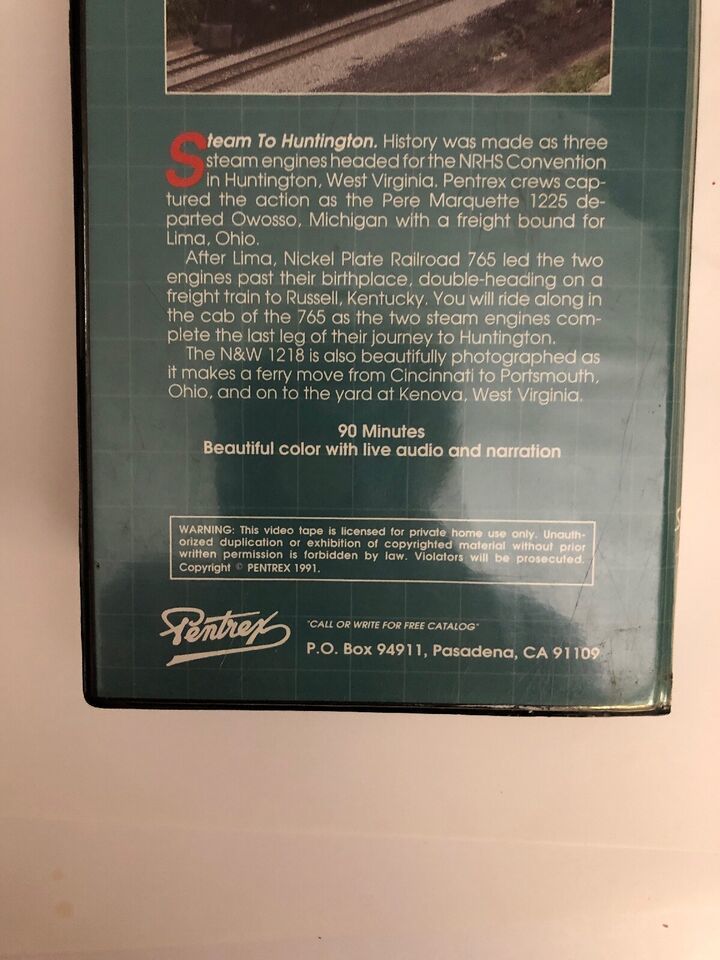 Steam To Huntington. History was made as three
steam engines headed for the NRHS Convention
in Huntington, West Virginia. Pentrex crews cap-
tured the action as the Pere Marquette 1225 de-
parted Owosso, Michigan with a freight bound for
Lima, Ohio.
After Lima, Nickel Plate Railroad 765 led the two
engines past their birthplace, double-heading on a
freight train to Russell, Kentucky. You will ride along in
the cab of the 765 as the two steam engines com-
plete the last leg of their journey to Huntington.
The N&W 1218 is also beautifully photographed as
it makes a ferry move from Cincinnati to Portsmouth,
Ohio, and on to the yard at Kenova, West Virginia.
90 Minutes
Beautiful color with live audio and narration
WARNING: This video tape is licensed for private home use only. Unauth-
orized duplication or exhibition of copyrighted material without prior
written permission is forbidden by law. Violators will be prosecuted.
Copyright © PENTREX 1991.
Pentrex
"CALL OR WRITE FOR FREE CATALOG"
P.O. Box 94911, Pasadena, CA 91109